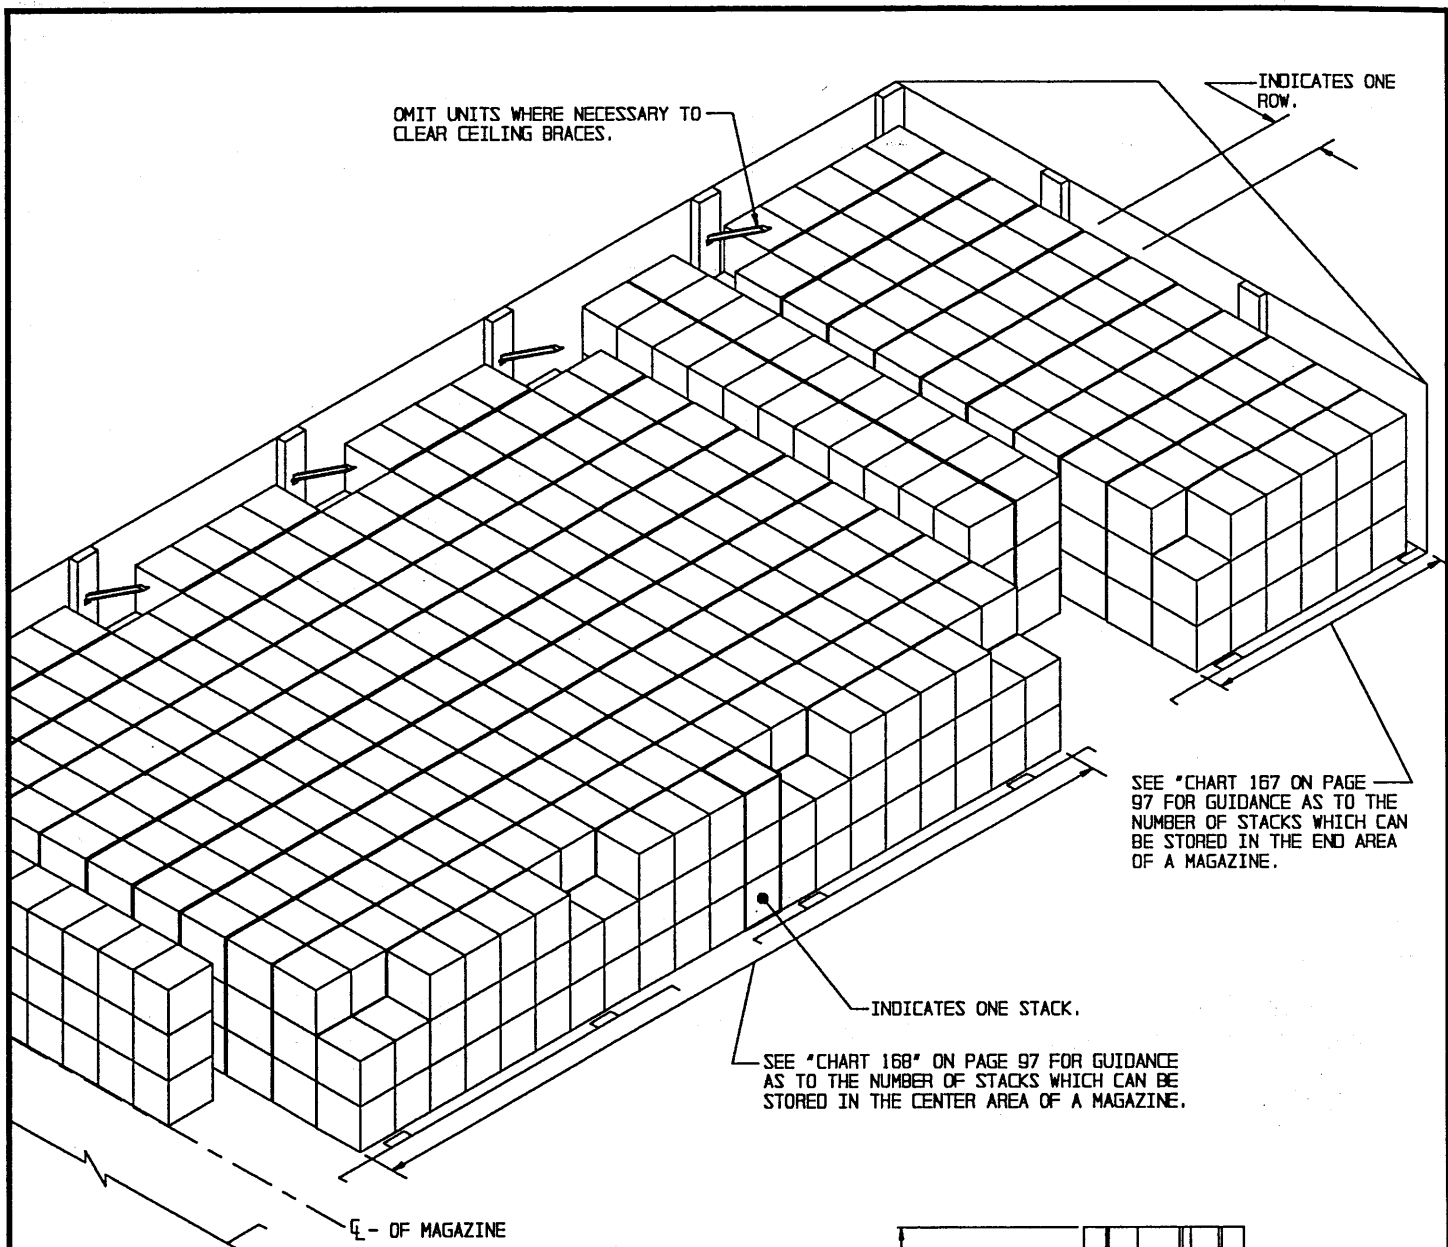 OMIT UNITS WHERE NECESSARY TO
CLEAR CEILING BRACES.
INDICATES ONE
ROW.
SEE "CHART 167 ON PAGE
97 FOR GUIDANCE AS TO THE
NUMBER OF STACKS WHICH CAN
BE STORED IN THE END AREA
OF A MAGAZINE.
INDICATES ONE STACK.
SEE "CHART 168" ON PAGE 97 FOR GUIDANCE
AS TO THE NUMBER OF STACKS WHICH CAN BE
STORED IN THE CENTER AREA OF A MAGAZINE.
℄ - OF MAGAZINE